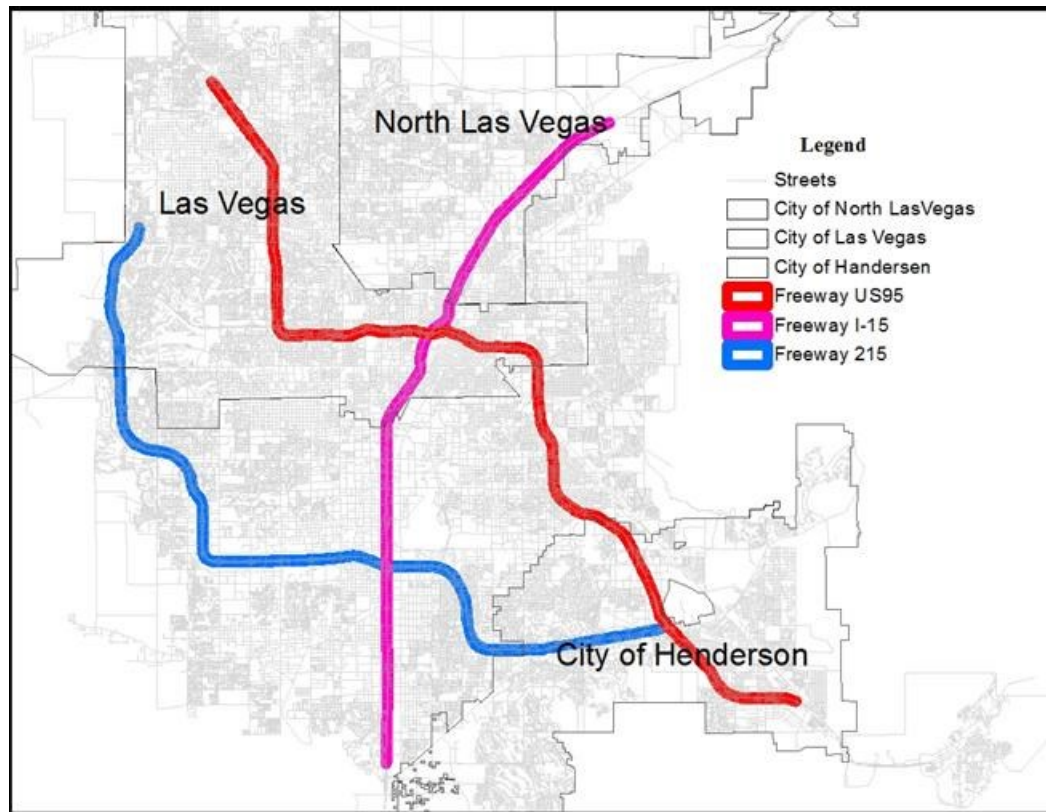 North Las Vegas
Las Vegas
City of Henderson
Legend
Streets
City of North LasVegas
City of Las Vegas
City of Handersen
Freeway US95
Freeway I-15
Freeway 215